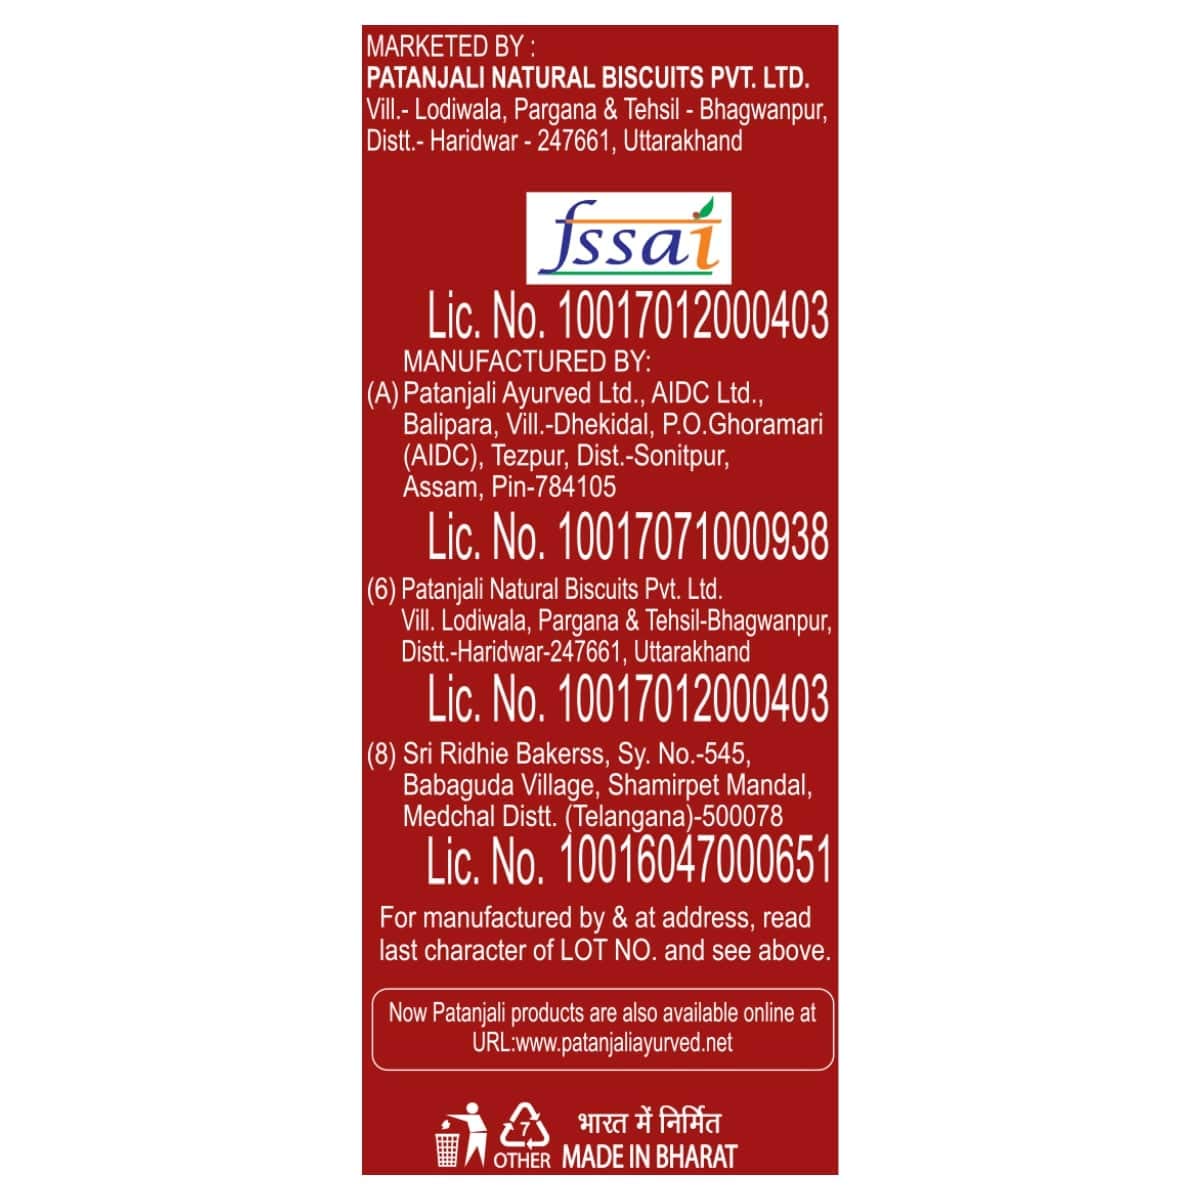 MARKETED BY :
PATANJALI NATURAL BISCUITS PVT. LTD.
Vill.- Lodiwala, Pargana & Tehsil - Bhagwanpur,
Distt.- Haridwar - 247661, Uttarakhand
fssai
Lic. No. 10017012000403
MANUFACTURED BY:
(A) Patanjali Ayurved Ltd., AIDC Ltd.,
Balipara, Vill.-Dhekidal, P.O.Ghoramari
(AIDC), Tezpur, Dist.-Sonitpur,
Assam, Pin-784105
Lic. No. 10017071000938
(6) Patanjali Natural Biscuits Pvt. Ltd.
Vill. Lodiwala, Pargana & Tehsil-Bhagwanpur,
Distt.-Haridwar-247661, Uttarakhand
Lic. No. 10017012000403
(8) Sri Ridhie Bakerss, Sy. No.-545,
Babaguda Village, Shamirpet Mandal,
Medchal Distt. (Telangana)-500078
Lic. No. 10016047000651
For manufactured by & at address, read
last character of LOT NO. and see above.
Now Patanjali products are also available online at
URL:www.patanjaliayurved.net
7
OTHER
भारत में निर्मित
MADE IN BHARAT